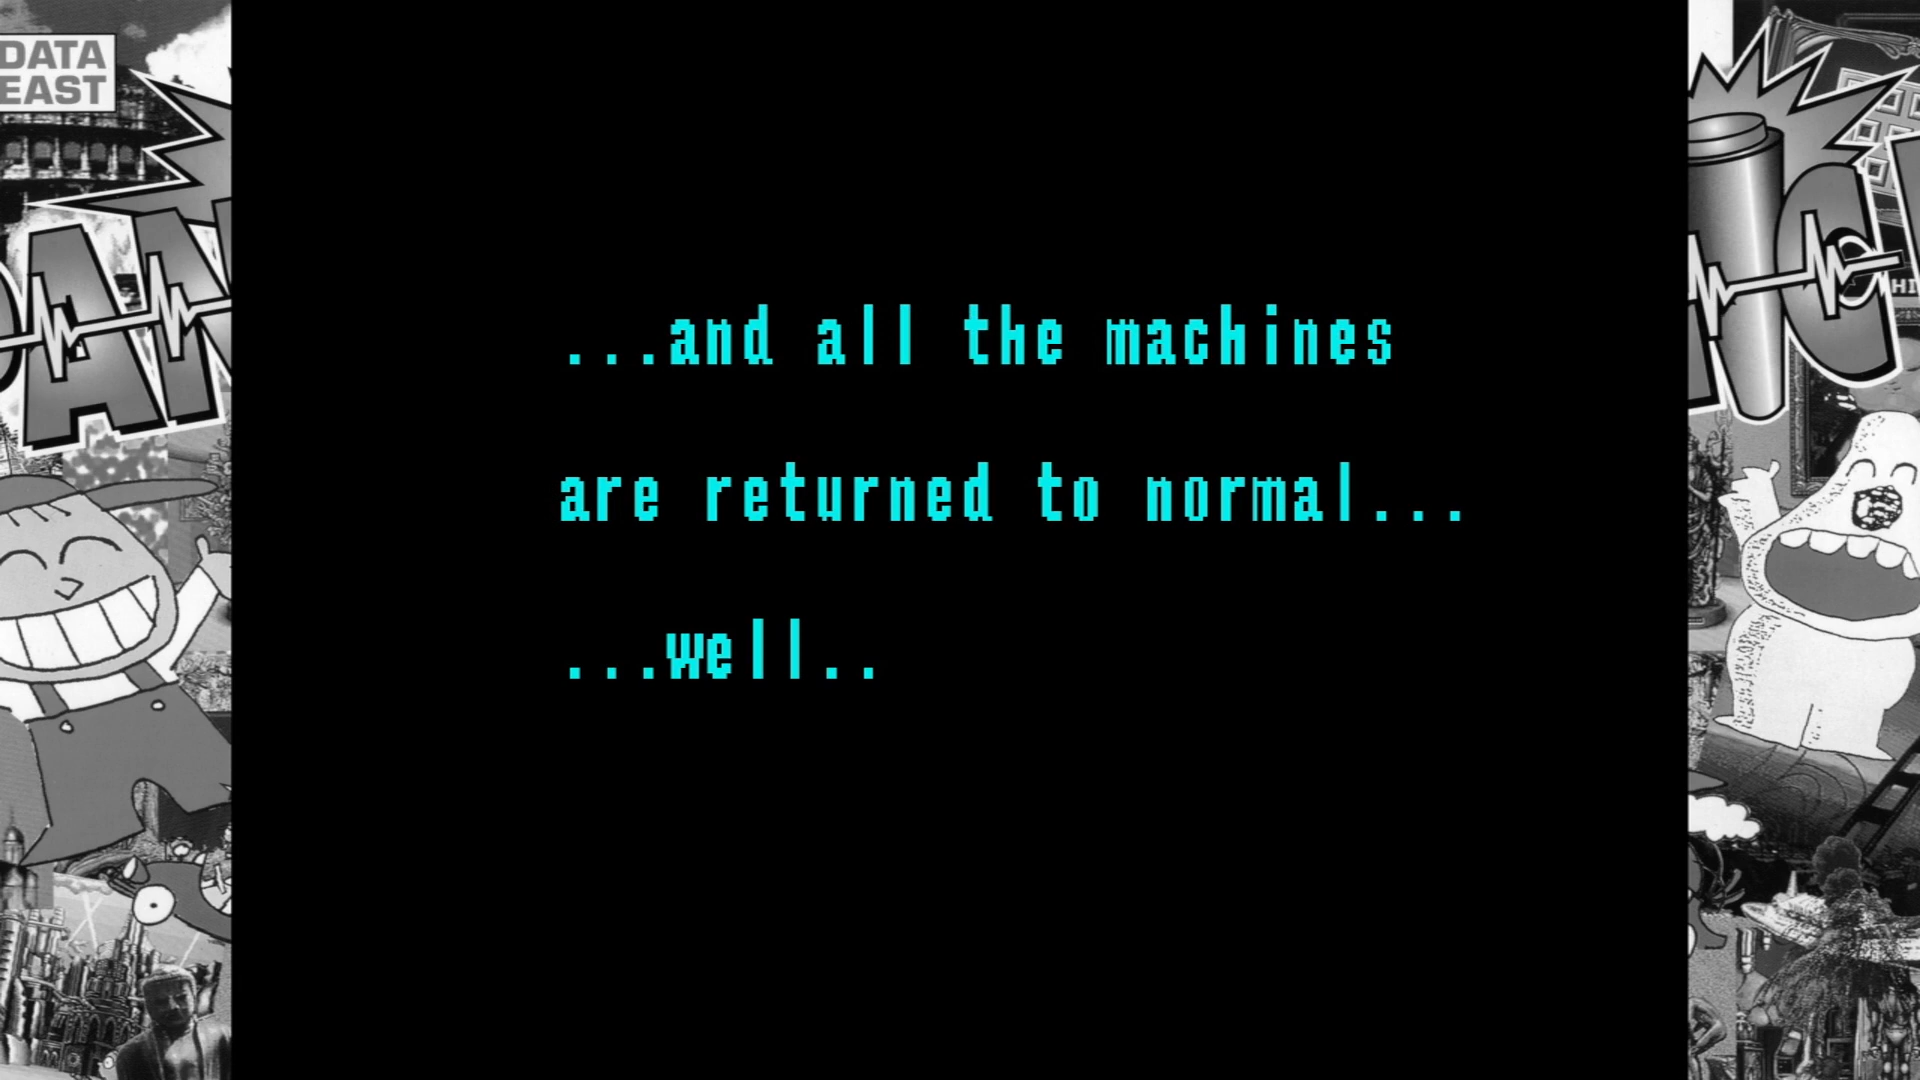 DATA
EAST
...and all the machines
are returned to normal...
...well..